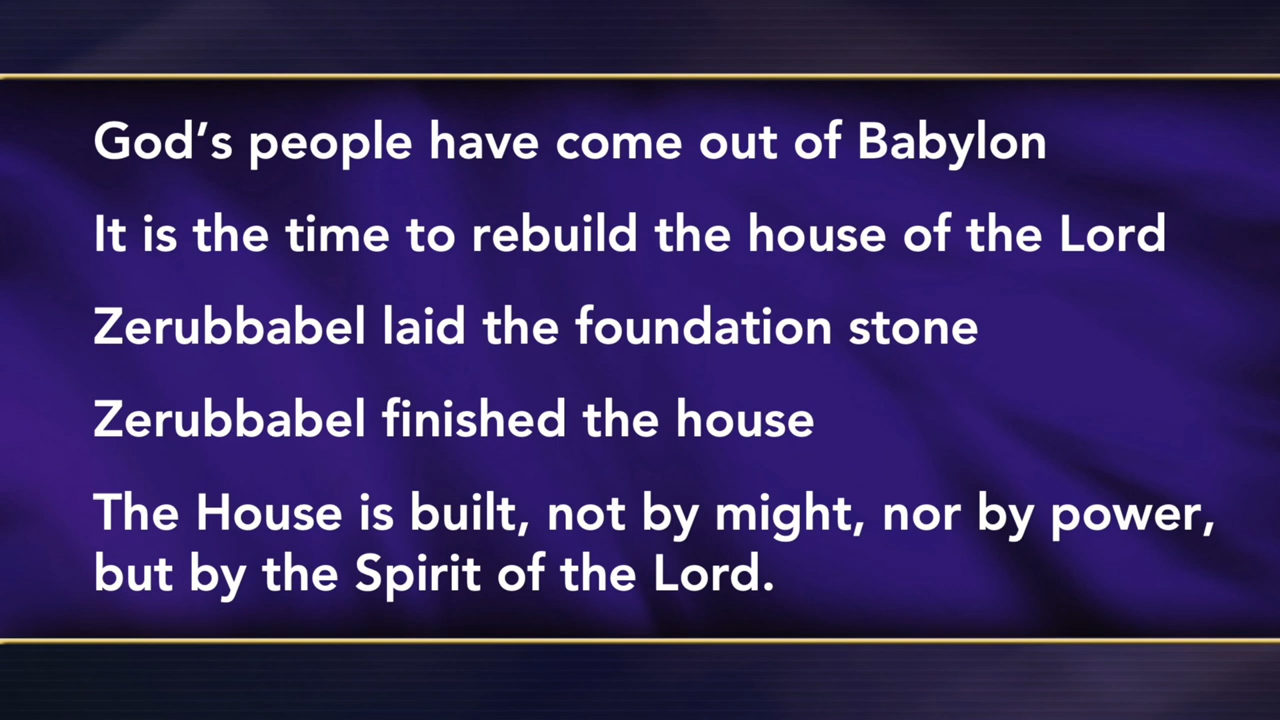 God’s people have come out of Babylon
It is the time to rebuild the house of the Lord
Zerubbabel laid the foundation stone
Zerubbabel finished the house
The House is built, not by might, nor by power,
but by the Spirit of the Lord.